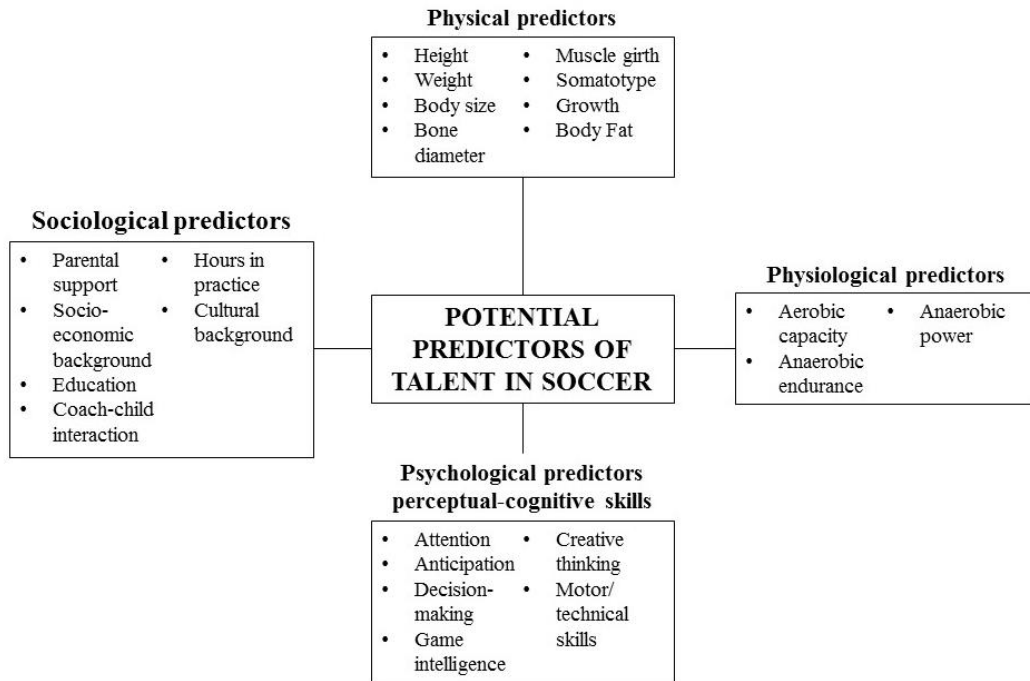 Physical predictors
• Height
• Weight
• Body size
• Bone
diameter
• Muscle girth
• Somatotype
• Growth
• Body Fat
Sociological predictors
• Parental
support
• Socio-
economic
background
• Education
• Coach-child
interaction
• Hours in
practice
• Cultural
background
POTENTIAL
PREDICTORS OF
TALENT IN SOCCER
Physiological predictors
• Aerobic
capacity
• Anaerobic
endurance
• Anaerobic
power
Psychological predictors
perceptual-cognitive skills
• Attention
• Anticipation
• Decision-
making
• Game
intelligence
• Creative
thinking
• Motor/
technical
skills